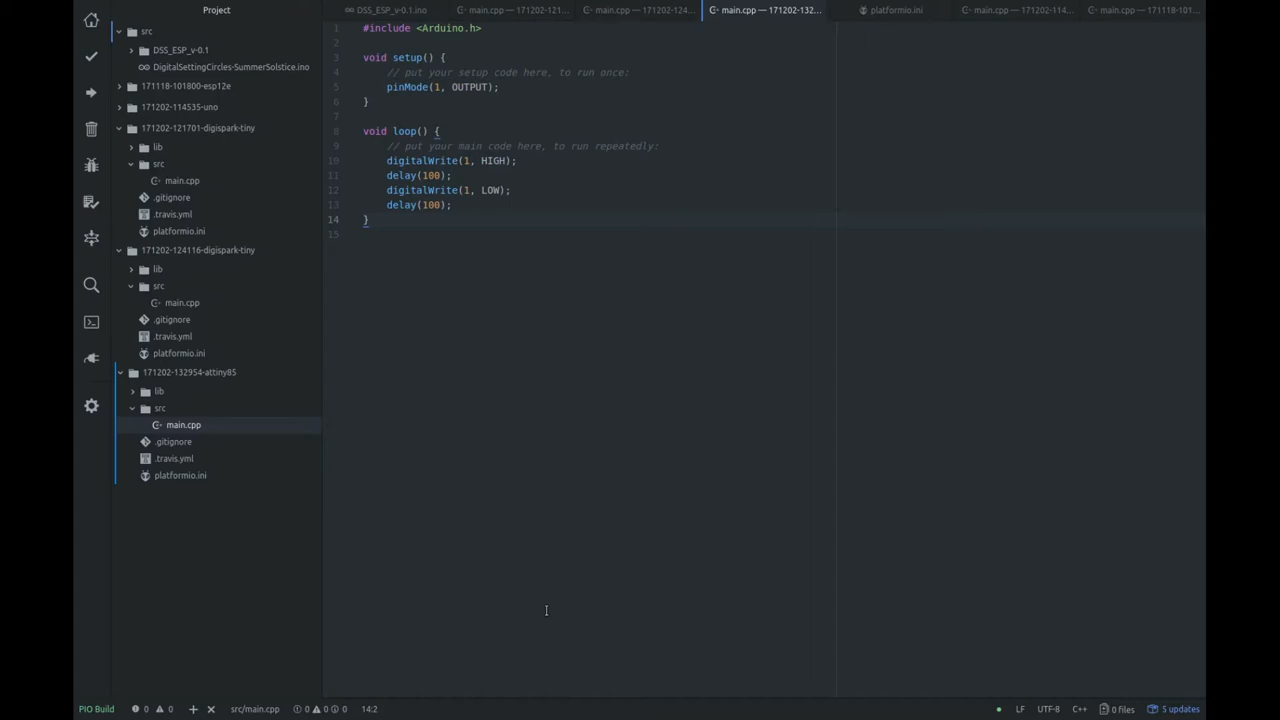 Project
src
DSS_ESP_v-0.1
DigitalSettingCircles-SummerSolstice.ino
171118-101800-esp12e
171202-114535-uno
171202-121701-digispark-tiny
lib
src
main.cpp
.gitignore
.travis.yml
platformio.ini
171202-124116-digispark-tiny
lib
src
main.cpp
.gitignore
.travis.yml
platformio.ini
171202-132954-attiny85
lib
src
main.cpp
.gitignore
.travis.yml
platformio.ini
DSS_ESP_v-0.1.ino
main.cpp — 171202-121...
main.cpp — 171202-124...
main.cpp — 171202-132...
platformio.ini
main.cpp — 171202-114...
main.cpp — 171118-101...
1 #include <Arduino.h>
2
3 void setup() {
4 // put your setup code here, to run once:
5 pinMode(1, OUTPUT);
6 }
7
8 void loop() {
9 // put your main code here, to run repeatedly:
10 digitalWrite(1, HIGH);
11 delay(100);
12 digitalWrite(1, LOW);
13 delay(100);
14 }
15
PIO Build 0 0 src/main.cpp 0 0 0 14:2 LF UTF-8 C++ 0 files 5 updates